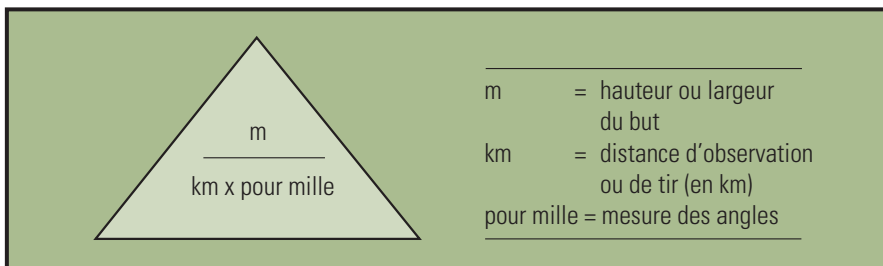 m
km x pour mille
m = hauteur ou largeur
du but
km = distance d’observation
ou de tir (en km)
pour mille = mesure des angles